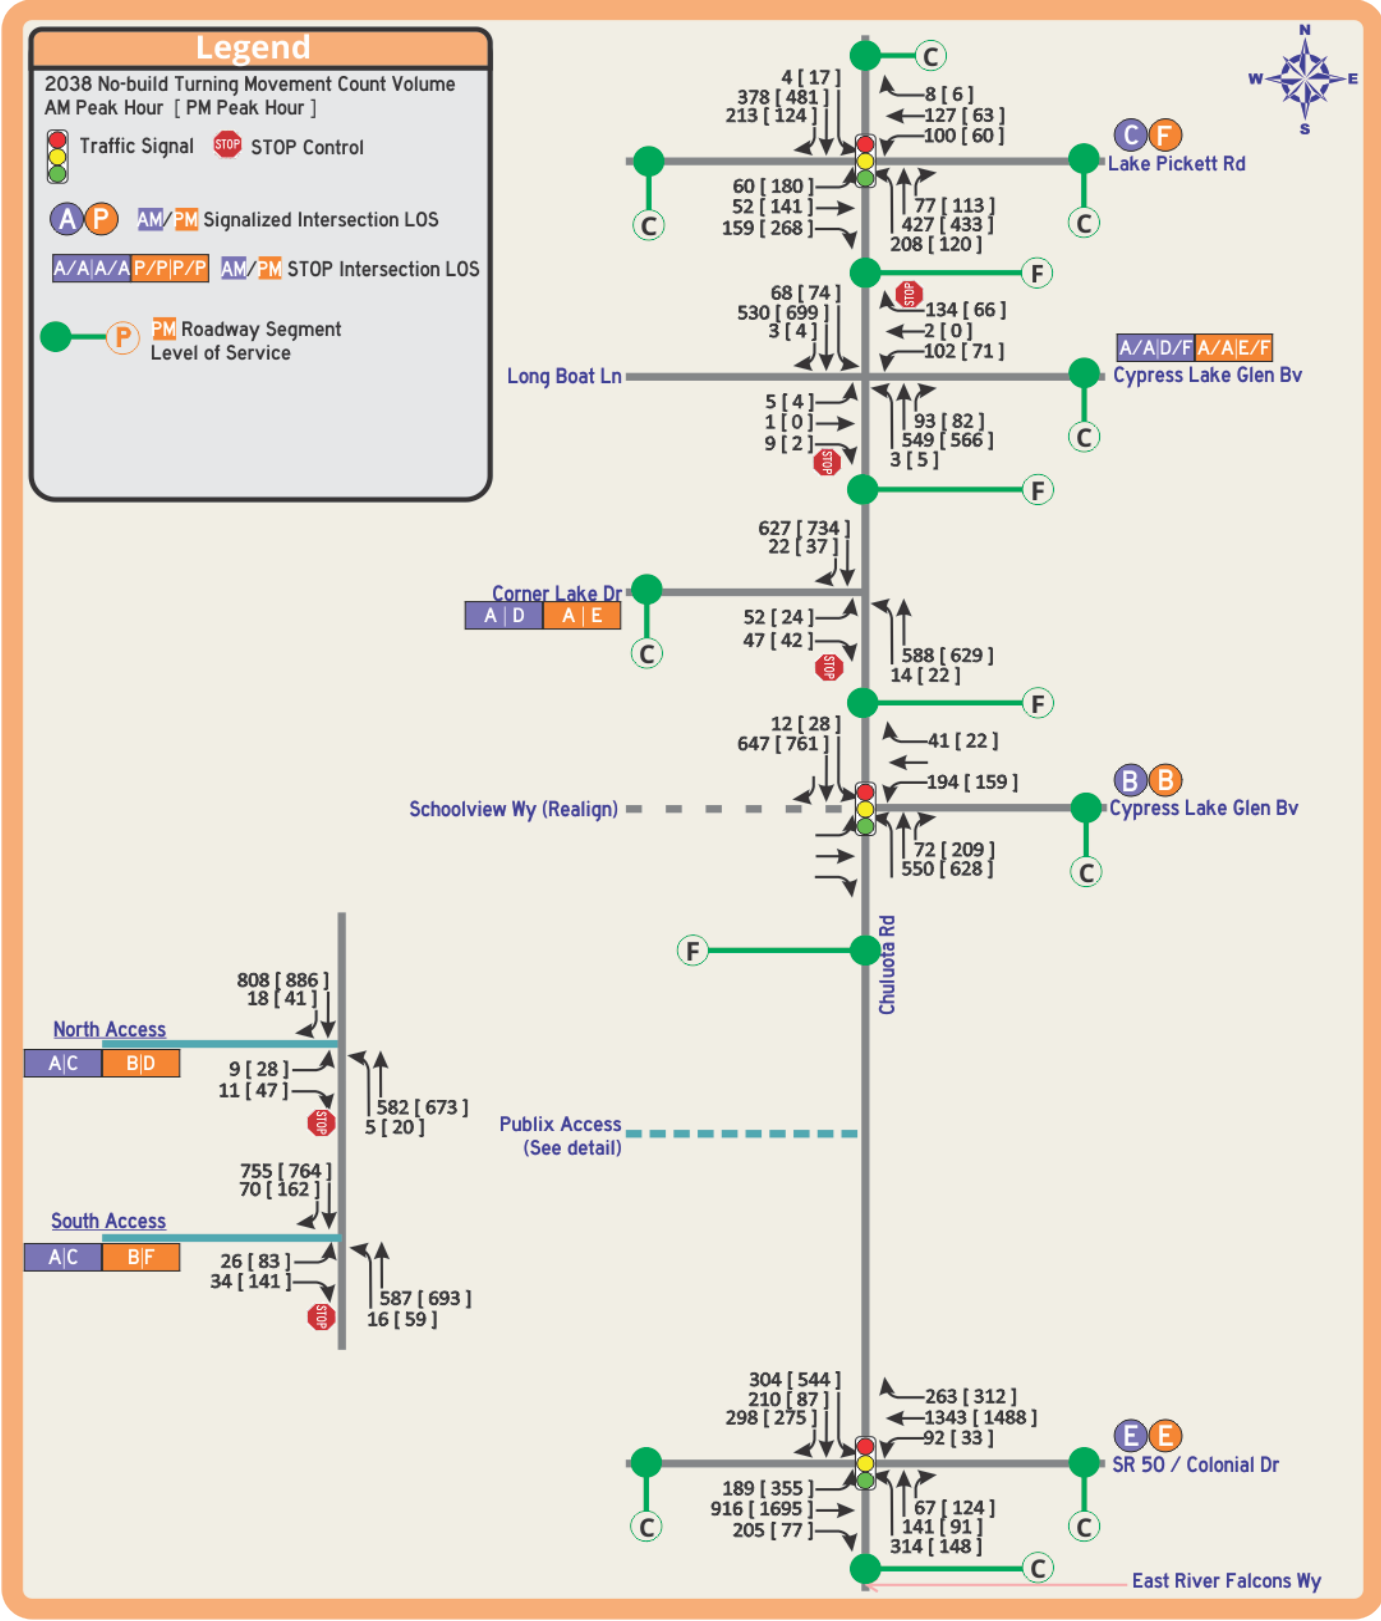 Legend
2038 No-build Turning Movement Count Volume
AM Peak Hour [ PM Peak Hour ]
Traffic Signal STOP STOP Control
A P AM/PM Signalized Intersection LOS
A/A|A/A P/P|P/P AM/PM STOP Intersection LOS
P PM Roadway Segment
Level of Service
N
W E
S
C
4 [ 17 ]
378 [ 481 ]
213 [ 124 ]
8 [ 6 ]
127 [ 63 ]
100 [ 60 ]
C F
Lake Pickett Rd
60 [ 180 ]
52 [ 141 ]
159 [ 268 ]
77 [ 113 ]
427 [ 433 ]
208 [ 120 ]
C
C
F
68 [ 74 ]
530 [ 699 ]
3 [ 4 ]
STOP
134 [ 66 ]
2 [ 0 ]
102 [ 71 ]
A/A|D/F A/A|E/F
Long Boat Ln
Cypress Lake Glen Bv
5 [ 4 ]
1 [ 0 ]
9 [ 2 ]
STOP
93 [ 82 ]
549 [ 566 ]
3 [ 5 ]
C
F
627 [ 734 ]
22 [ 37 ]
Corner Lake Dr
A|D A|E
52 [ 24 ]
47 [ 42 ]
STOP
588 [ 629 ]
14 [ 22 ]
C
F
12 [ 28 ]
647 [ 761 ]
41 [ 22 ]
194 [ 159 ]
B B
Schoolview Wy (Realign)
Cypress Lake Glen Bv
72 [ 209 ]
550 [ 628 ]
C
F
Chuluota Rd
808 [ 886 ]
18 [ 41 ]
North Access
A|C B|D
9 [ 28 ]
11 [ 47 ]
STOP
582 [ 673 ]
5 [ 20 ]
Publix Access
(See detail)
755 [ 764 ]
70 [ 162 ]
South Access
A|C B|F
26 [ 83 ]
34 [ 141 ]
STOP
587 [ 693 ]
16 [ 59 ]
304 [ 544 ]
210 [ 87 ]
298 [ 275 ]
263 [ 312 ]
1343 [ 1488 ]
92 [ 33 ]
E E
SR 50 / Colonial Dr
189 [ 355 ]
916 [ 1695 ]
205 [ 77 ]
67 [ 124 ]
141 [ 91 ]
314 [ 148 ]
C
C
C
East River Falcons Wy